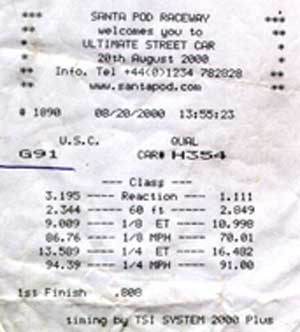 *** SANTA POD RACEWAY ***
** welcomes you to **
* ULTIMATE STREET CAR *
* 20th August 2000 *
** Info. Tel +44(0)1234 782828 **
*** www.santapod.com ***
# 1890 08/20/2000 13:55:23
U.S.C. QUAL
G91 CAR# H354
--- Class ---
3.195 ---- Reaction ---- 1.111
2.344 ---- 60 ft ---- 2.849
9.009 ---- 1/8 ET ---- 10.998
86.76 ---- 1/8 MPH ---- 70.01
13.589 ---- 1/4 ET ---- 16.482
94.39 ---- 1/4 MPH ---- 91.00
1st Finish .808
timing by TSI SYSTEM 2000 Plus